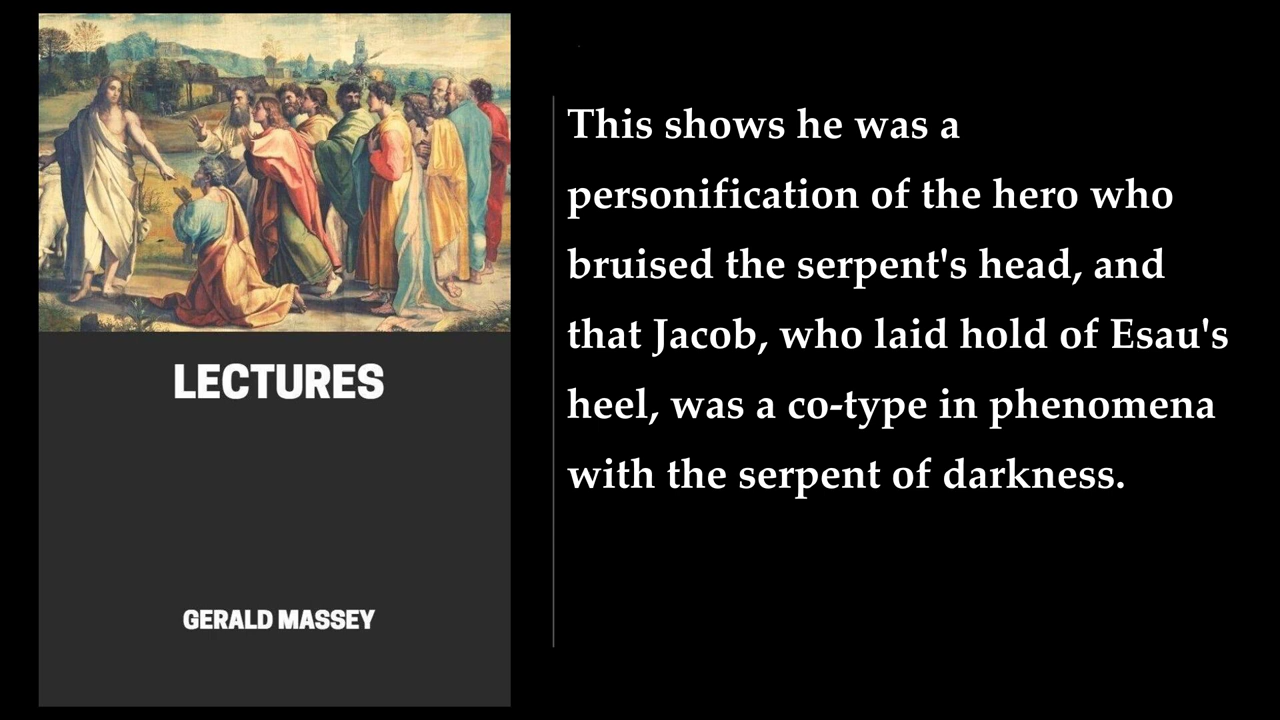 LECTURES
GERALD MASSEY
This shows he was a
personification of the hero who
bruised the serpent's head, and
that Jacob, who laid hold of Esau's
heel, was a co-type in phenomena
with the serpent of darkness.